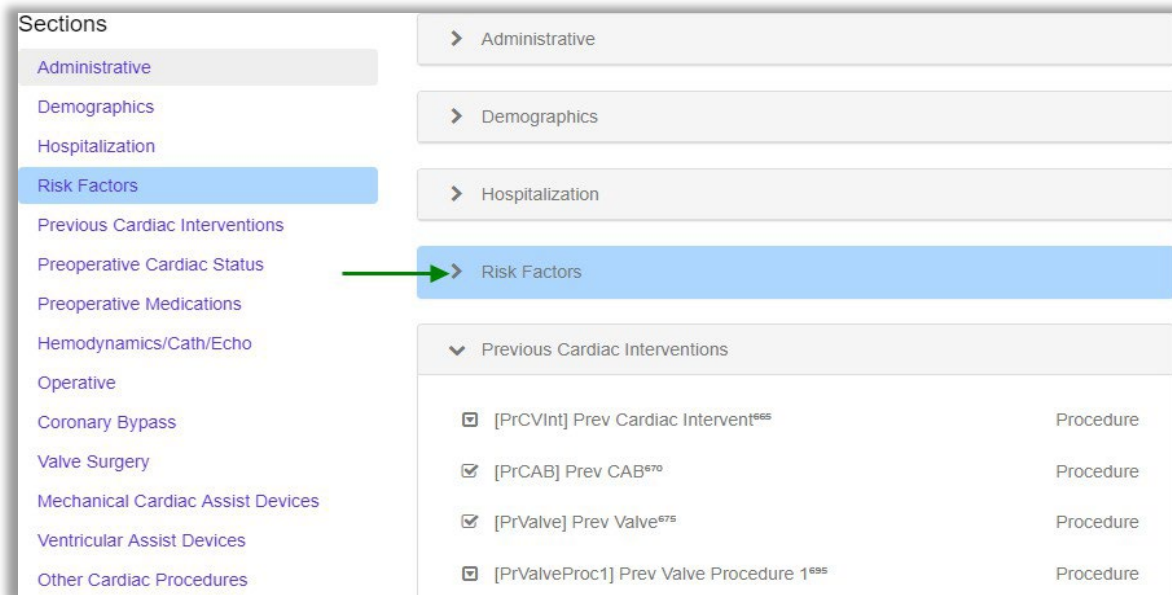 Sections
Administrative
Demographics
Hospitalization
Risk Factors
Previous Cardiac Interventions
Preoperative Cardiac Status
Preoperative Medications
Hemodynamics/Cath/Echo
Operative
Coronary Bypass
Valve Surgery
Mechanical Cardiac Assist Devices
Ventricular Assist Devices
Other Cardiac Procedures
Administrative
Demographics
Hospitalization
Risk Factors
Previous Cardiac Interventions
[PrCVInt] Prev Cardiac Intervent⁶⁶⁵ Procedure
[PrCAB] Prev CAB⁶⁷⁰ Procedure
[PrValve] Prev Valve⁶⁷⁵ Procedure
[PrValveProc1] Prev Valve Procedure 1⁶⁹⁵ Procedure